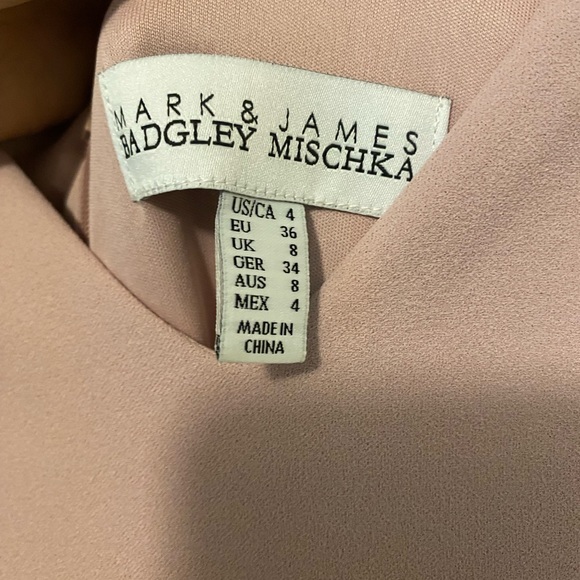 MARK & JAMES
BADGLEY MISCHKA
US/CA 4
EU 36
UK 8
GER 34
AUS 8
MEX 4
MADE IN
CHINA